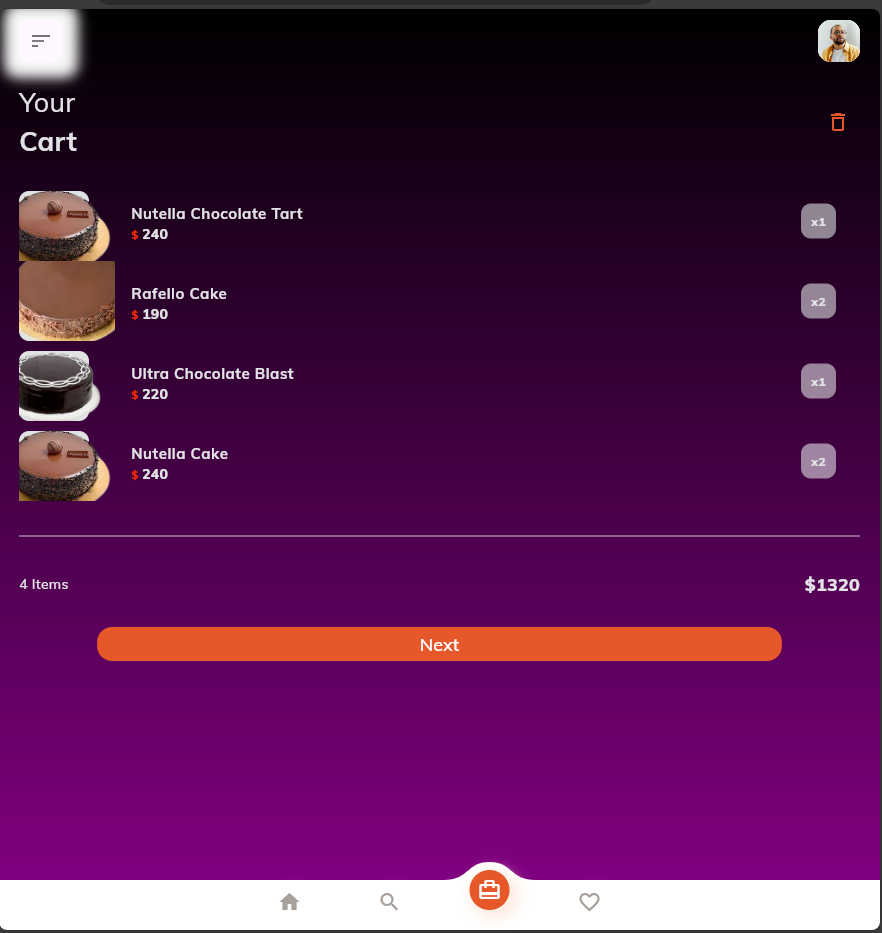 Your
Cart
Nutella Chocolate Tart
$ 240
x1
Rafello Cake
$ 190
x2
Ultra Chocolate Blast
$ 220
x1
Nutella Cake
$ 240
x2
4 Items
$1320
Next